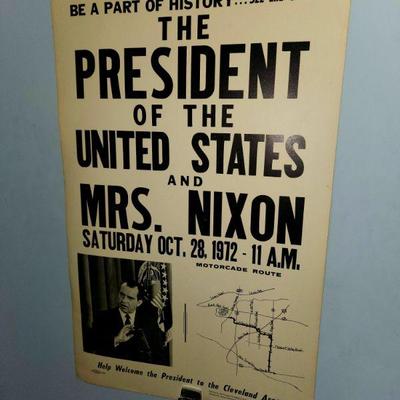 BE A PART OF HISTORY...SEE
THE
PRESIDENT
OF THE
UNITED STATES
AND
MRS. NIXON
SATURDAY OCT. 28, 1972 - 11 A.M.
MOTORCADE ROUTE
Help Welcome the President to the Cleveland